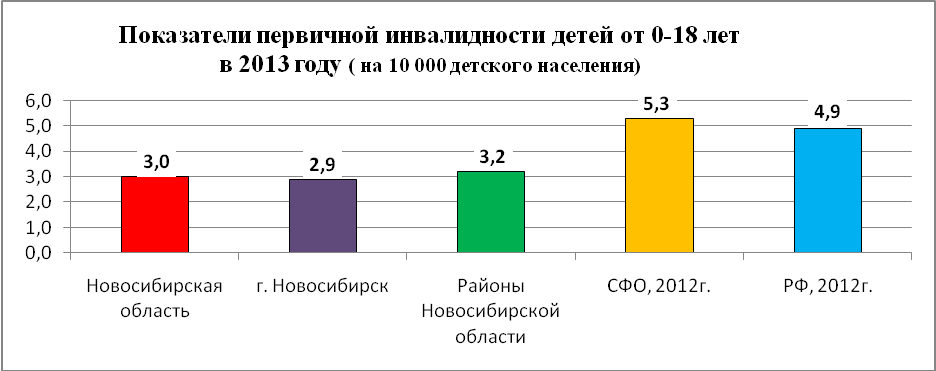 Показатели первичной инвалидности детей от 0-18 лет
в 2013 году ( на 10 000 детского населения)
6,0
5,0
4,0
3,0
2,0
1,0
0,0
3,0
2,9
3,2
5,3
4,9
Новосибирская
область
г. Новосибирск
Районы
Новосибирской
области
СФО, 2012г.
РФ, 2012г.